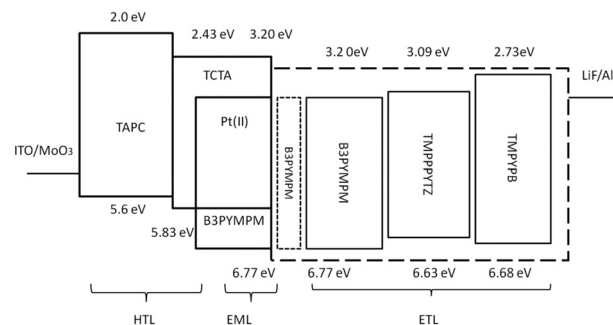 2.0 eV
2.43 eV 3.20 eV
3.2 0eV 3.09 eV 2.73eV
TCTA
LiF/Al
TAPC
Pt(II)
B3PYMPM
B3PYMPM
TMPPPYTZ
TMPYPB
ITO/MoO3
5.6 eV
B3PYMPM
5.83 eV
6.77 eV 6.77 eV 6.63 eV 6.68 eV
HTL EML ETL